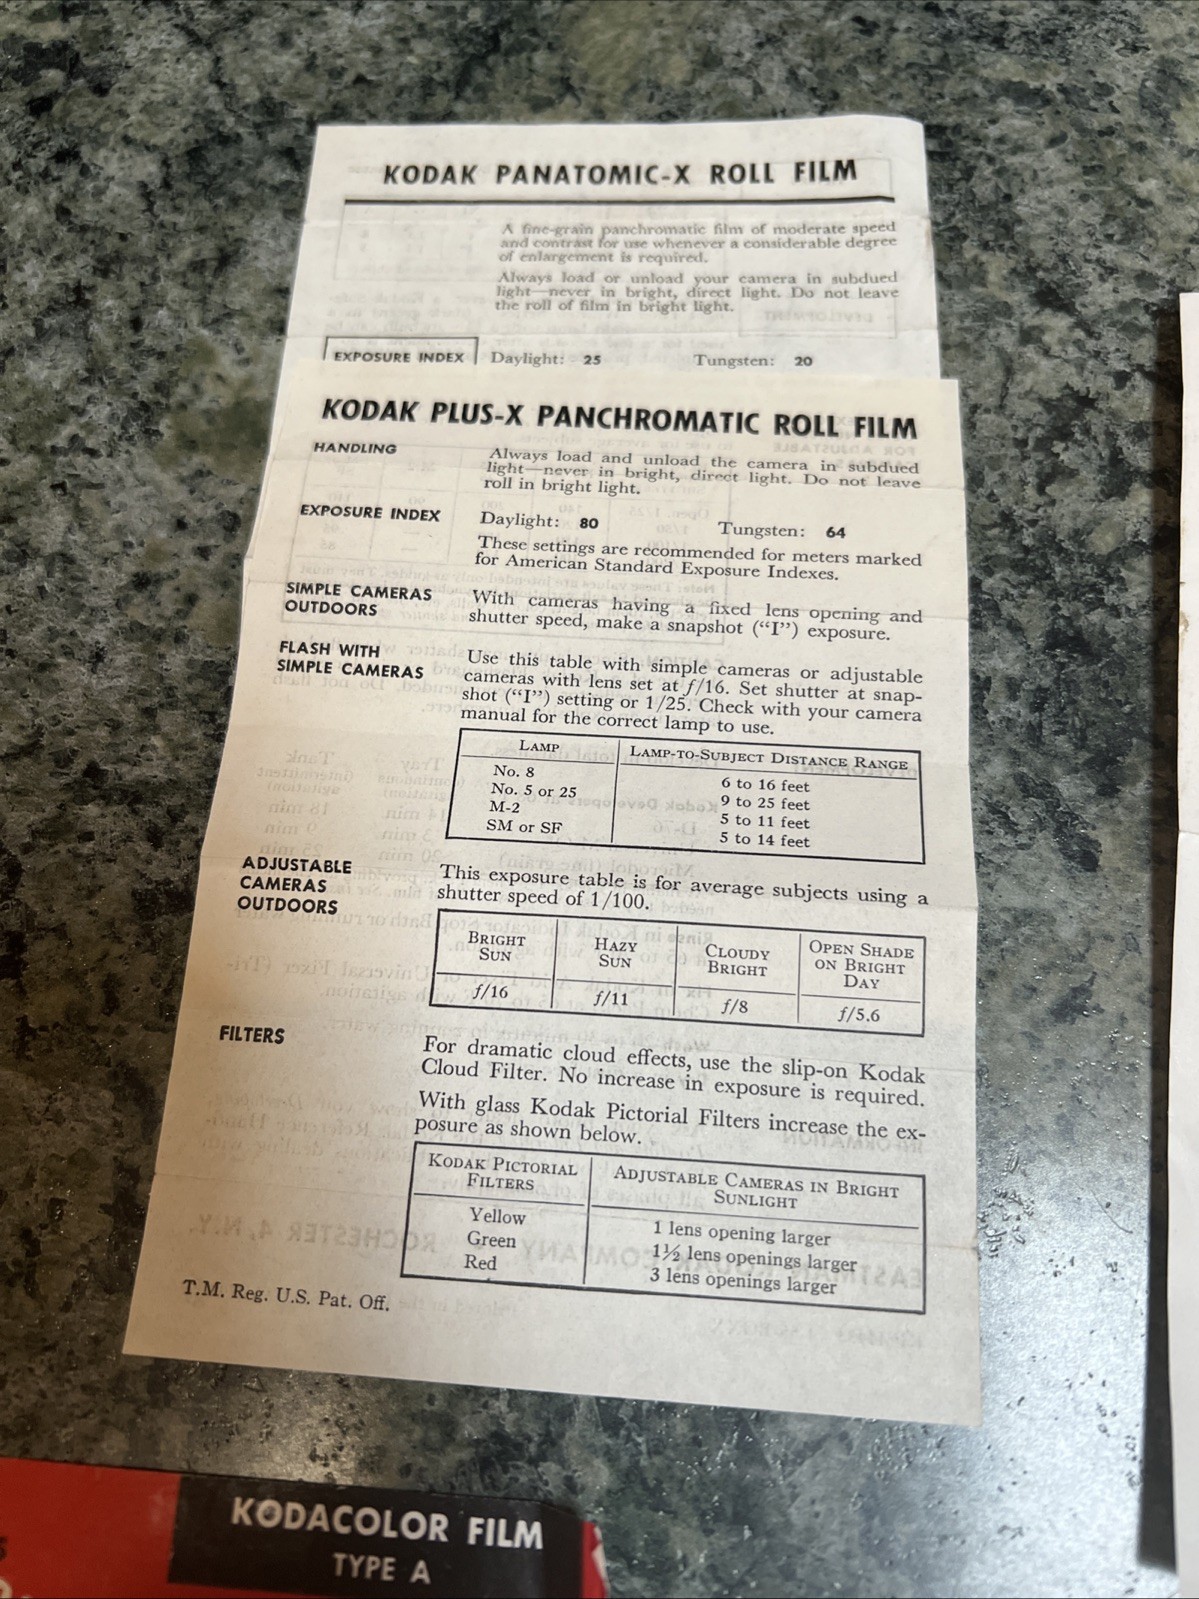 KODAK PANATOMIC-X ROLL FILM
A fine-grain panchromatic film of moderate speed
and contrast for use whenever a considerable degree
of enlargement is required.
Always load or unload your camera in subdued
light—never in bright, direct light. Do not leave
the roll of film in bright light.
EXPOSURE INDEX Daylight: 25 Tungsten: 20
KODAK PLUS-X PANCHROMATIC ROLL FILM
HANDLING
Always load and unload the camera in subdued
light—never in bright, direct light. Do not leave
roll in bright light.
EXPOSURE INDEX
Daylight: 80 Tungsten: 64
These settings are recommended for meters marked
for American Standard Exposure Indexes.
SIMPLE CAMERAS
OUTDOORS
With cameras having a fixed lens opening and
shutter speed, make a snapshot (“I”) exposure.
FLASH WITH
SIMPLE CAMERAS
Use this table with simple cameras or adjustable
cameras with lens set at f/16. Set shutter at snap-
shot (“I”) setting or 1/25. Check with your camera
manual for the correct lamp to use.
LAMP LAMP-TO-SUBJECT DISTANCE RANGE
No. 8 6 to 16 feet
No. 5 or 25 9 to 25 feet
M-2 5 to 11 feet
SM or SF 5 to 14 feet
ADJUSTABLE
CAMERAS
OUTDOORS
This exposure table is for average subjects using a
shutter speed of 1/100.
BRIGHT
SUN
HAZY
SUN
CLOUDY
BRIGHT
OPEN SHADE
ON BRIGHT
DAY
f/16 f/11 f/8 f/5.6
FILTERS
For dramatic cloud effects, use the slip-on Kodak
Cloud Filter. No increase in exposure is required.
With glass Kodak Pictorial Filters increase the ex-
posure as shown below.
KODAK PICTORIAL
FILTERS
ADJUSTABLE CAMERAS IN BRIGHT
SUNLIGHT
Yellow 1 lens opening larger
Green 1½ lens openings larger
Red 3 lens openings larger
T.M. Reg. U.S. Pat. Off.
KODACOLOR FILM
TYPE A